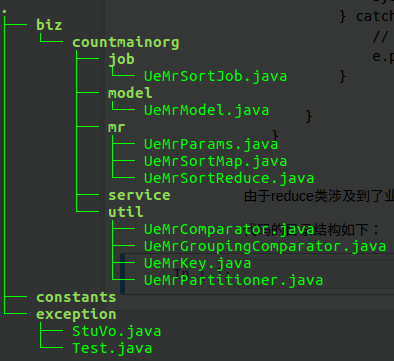 .
├── biz
│   └── countmainorg
│       ├── job
│       │   └── UeMrSortJob.java
│       ├── model
│       │   └── UeMrModel.java
│       ├── mr
│       │   ├── UeMrParams.java
│       │   ├── UeMrSortMap.java
│       │   └── UeMrSortReduce.java
│       ├── service
│       └── util
│           ├── UeMrComparator.java
│           ├── UeMrGroupingComparator.java
│           ├── UeMrKey.java
│           └── UeMrPartitioner.java
├── constants
└── exception
    ├── StuVo.java
    └── Test.java
} catch
//
e.p
}
}
}
由于reduce类涉及到了业
结构如下：